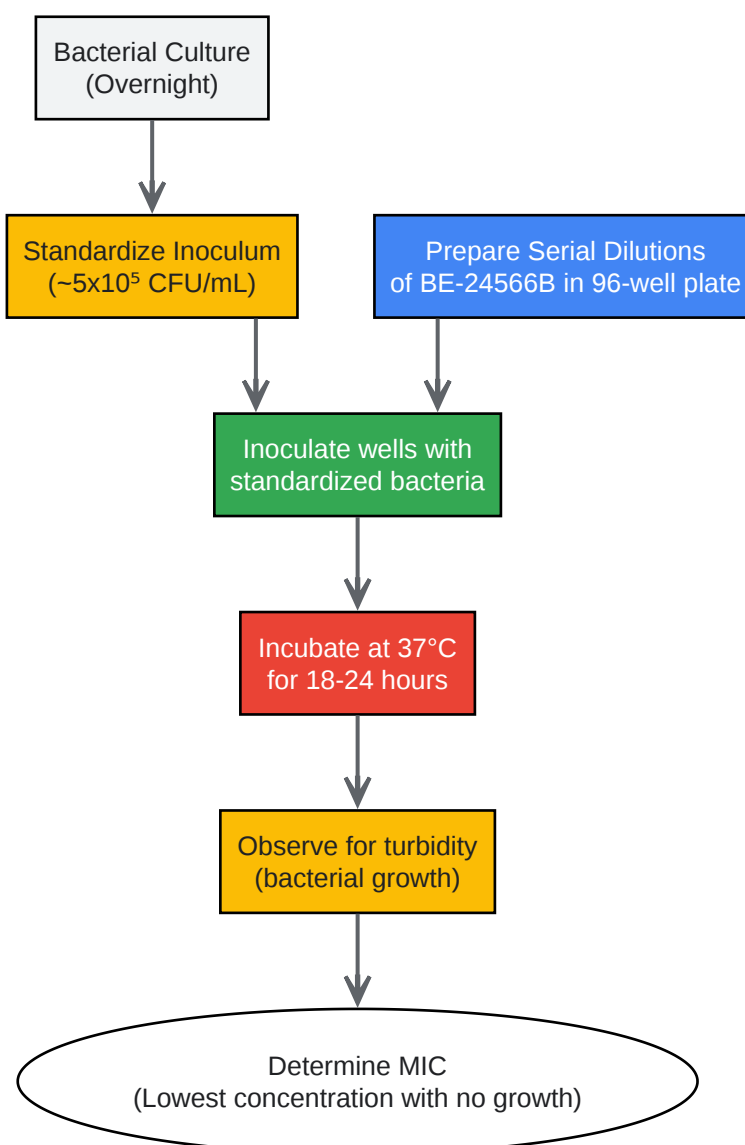 Bacterial Culture
(Overnight)
Standardize Inoculum
(~5x10⁵ CFU/mL)
Prepare Serial Dilutions
of BE-24566B in 96-well plate
Inoculate wells with
standardized bacteria
Incubate at 37°C
for 18-24 hours
Observe for turbidity
(bacterial growth)
Determine MIC
(Lowest concentration with no growth)